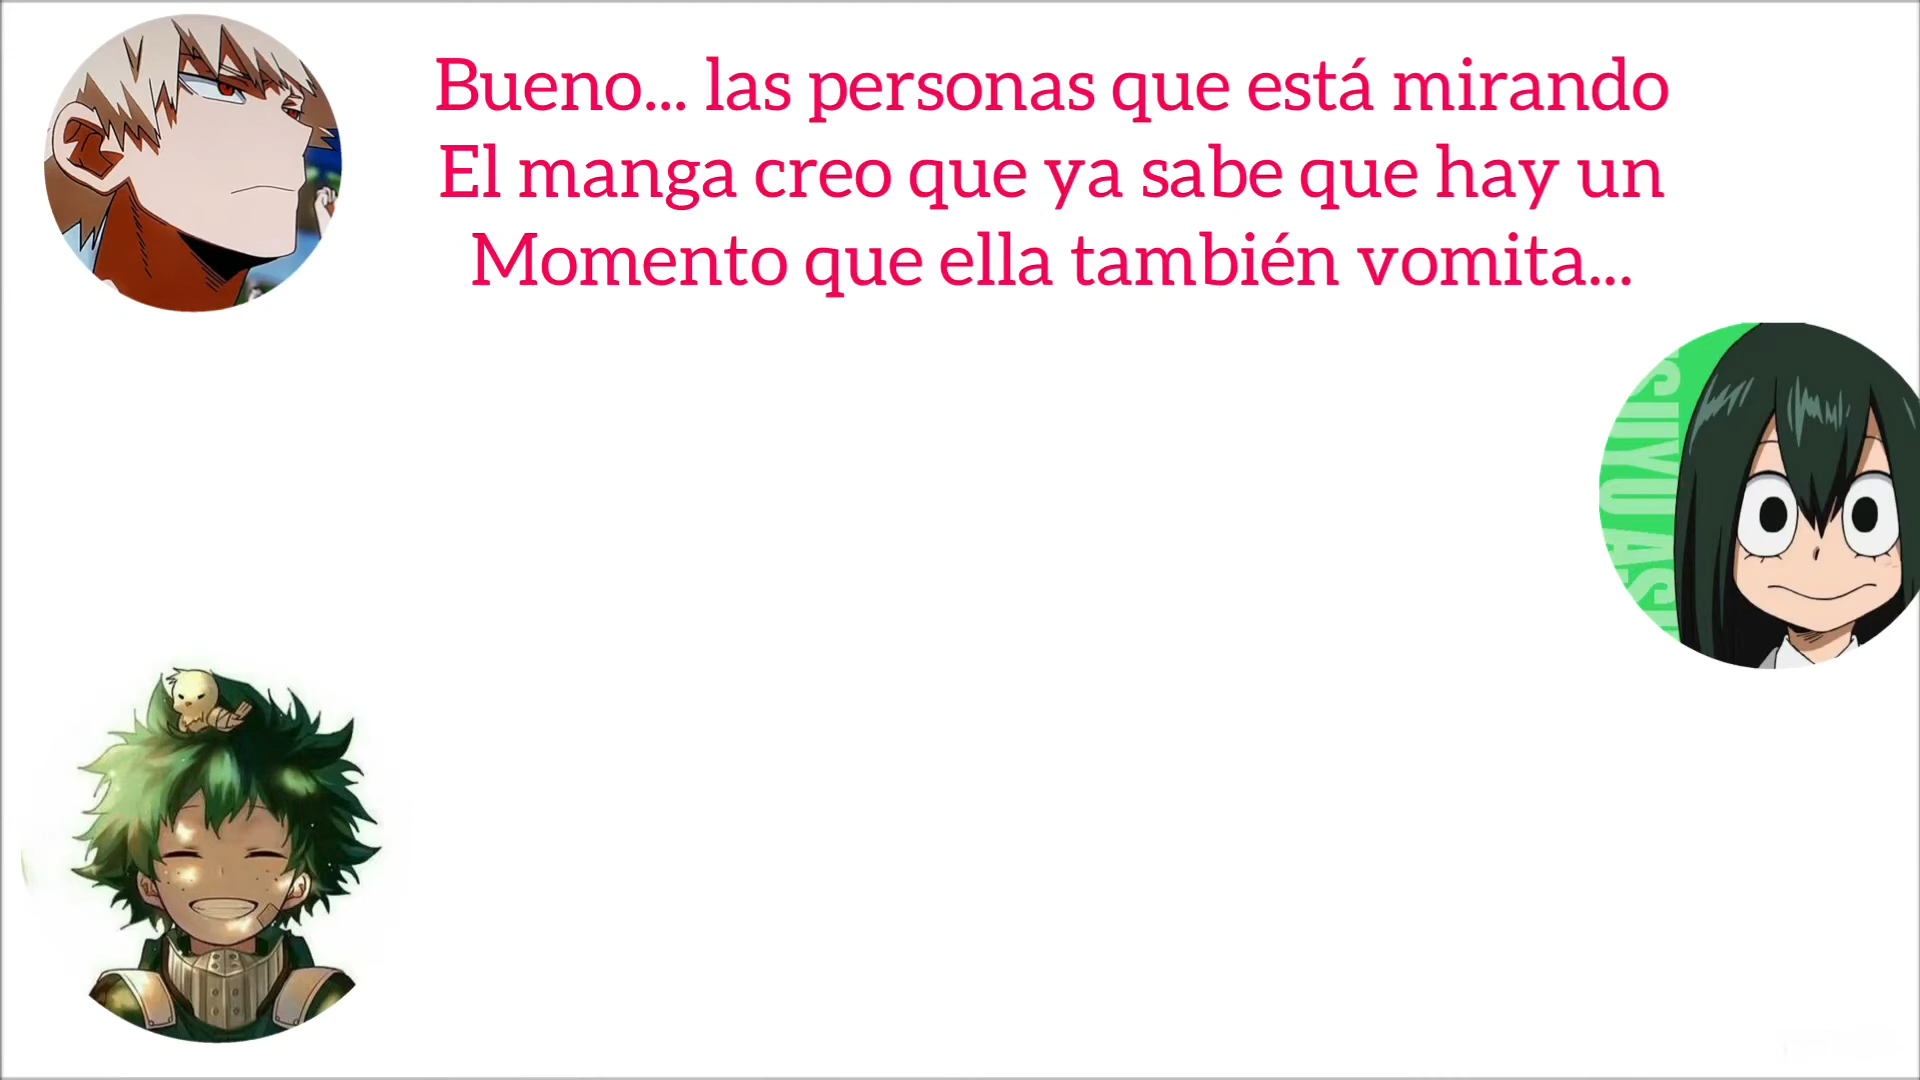 Bueno... las personas que está mirando
El manga creo que ya sabe que hay un
Momento que ella también vomita...